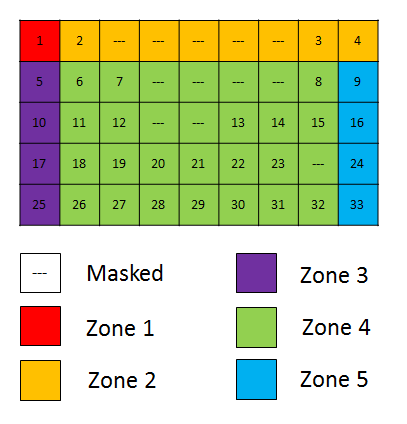 1 2 --- --- --- --- --- 3 4
5 6 7 --- --- --- --- 8 9
10 11 12 --- --- 13 14 15 16
17 18 19 20 21 22 23 --- 24
25 26 27 28 29 30 31 32 33
--- Masked
Zone 3
Zone 1
Zone 4
Zone 2
Zone 5